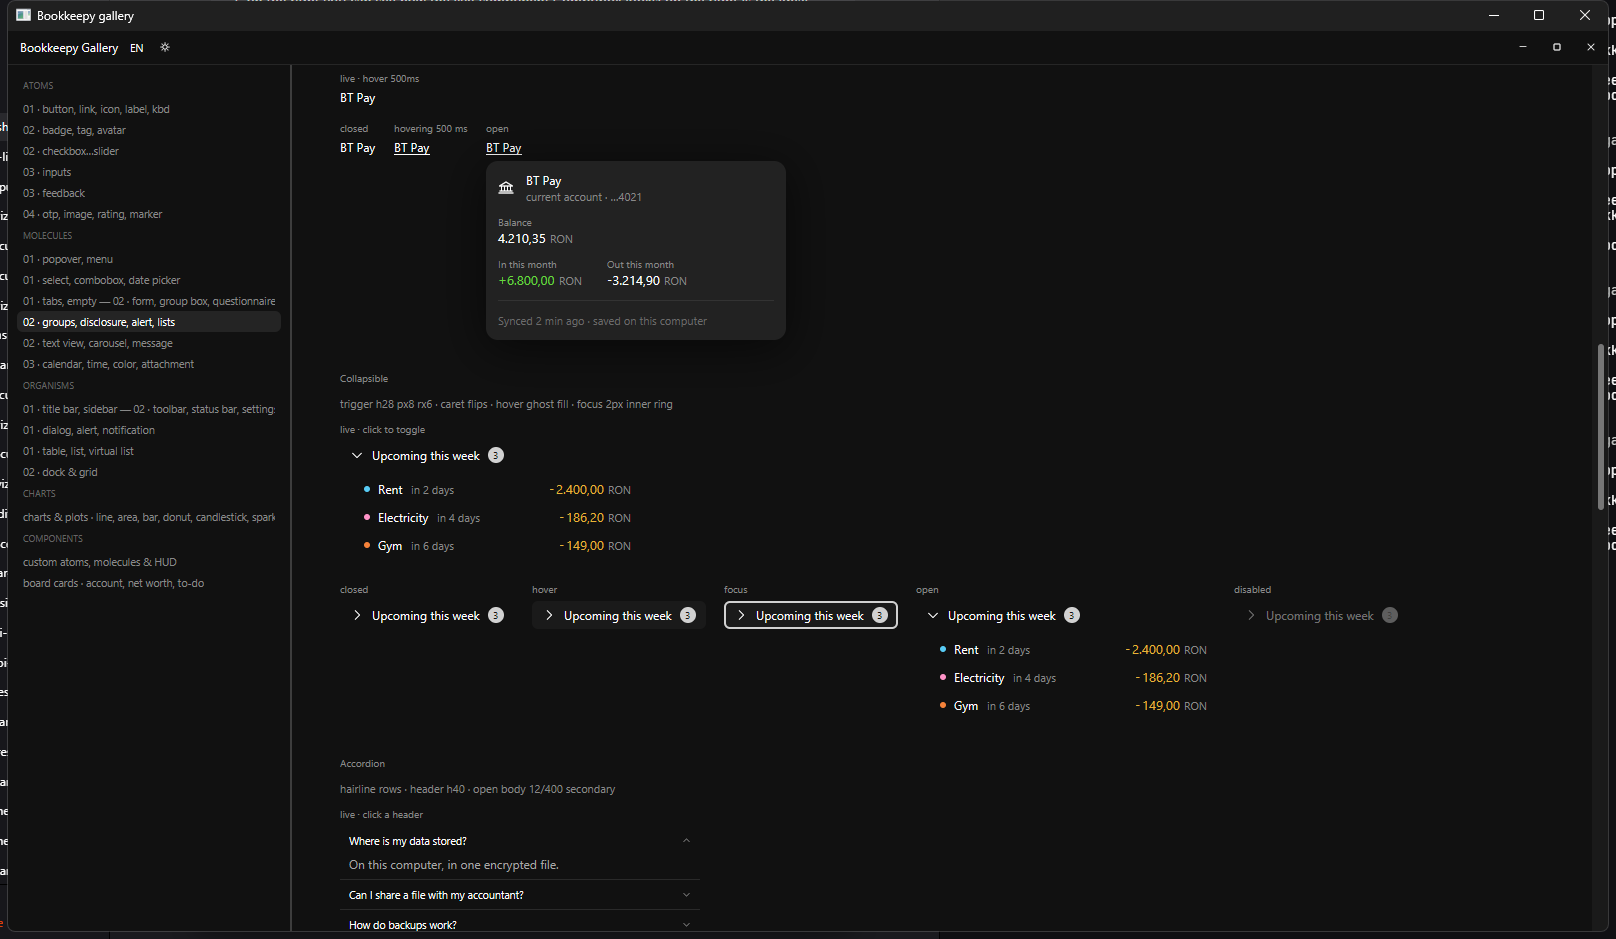 Bookkeepy gallery
Bookkeepy Gallery EN
ATOMS
01 · button, link, icon, label, kbd
02 · badge, tag, avatar
02 · checkbox...slider
03 · inputs
03 · feedback
04 · otp, image, rating, marker
MOLECULES
01 · popover, menu
01 · select, combobox, date picker
01 · tabs, empty — 02 · form, group box, questionnaire
02 · groups, disclosure, alert, lists
02 · text view, carousel, message
03 · calendar, time, color, attachment
ORGANISMS
01 · title bar, sidebar — 02 · toolbar, status bar, setting
01 · dialog, alert, notification
01 · table, list, virtual list
02 · dock & grid
CHARTS
charts & plots · line, area, bar, donut, candlestick, spark
COMPONENTS
custom atoms, molecules & HUD
board cards · account, net worth, to-do
live · hover 500ms
BT Pay
closed hovering 500 ms open
BT Pay BT Pay BT Pay
BT Pay
current account · ...4021
Balance
4.210,35 RON
In this month Out this month
+6.800,00 RON -3.214,90 RON
Synced 2 min ago · saved on this computer
Collapsible
trigger h28 px8 rx6 · caret flips · hover ghost fill · focus 2px inner ring
live · click to toggle
Upcoming this week 3
Rent in 2 days -2.400,00 RON
Electricity in 4 days -186,20 RON
Gym in 6 days -149,00 RON
closed hover focus open disabled
Upcoming this week 3 Upcoming this week 3 Upcoming this week 3 Upcoming this week 3 Upcoming this week 3
Rent in 2 days -2.400,00 RON
Electricity in 4 days -186,20 RON
Gym in 6 days -149,00 RON
Accordion
hairline rows · header h40 · open body 12/400 secondary
live · click a header
Where is my data stored?
On this computer, in one encrypted file.
Can I share a file with my accountant?
How do backups work?